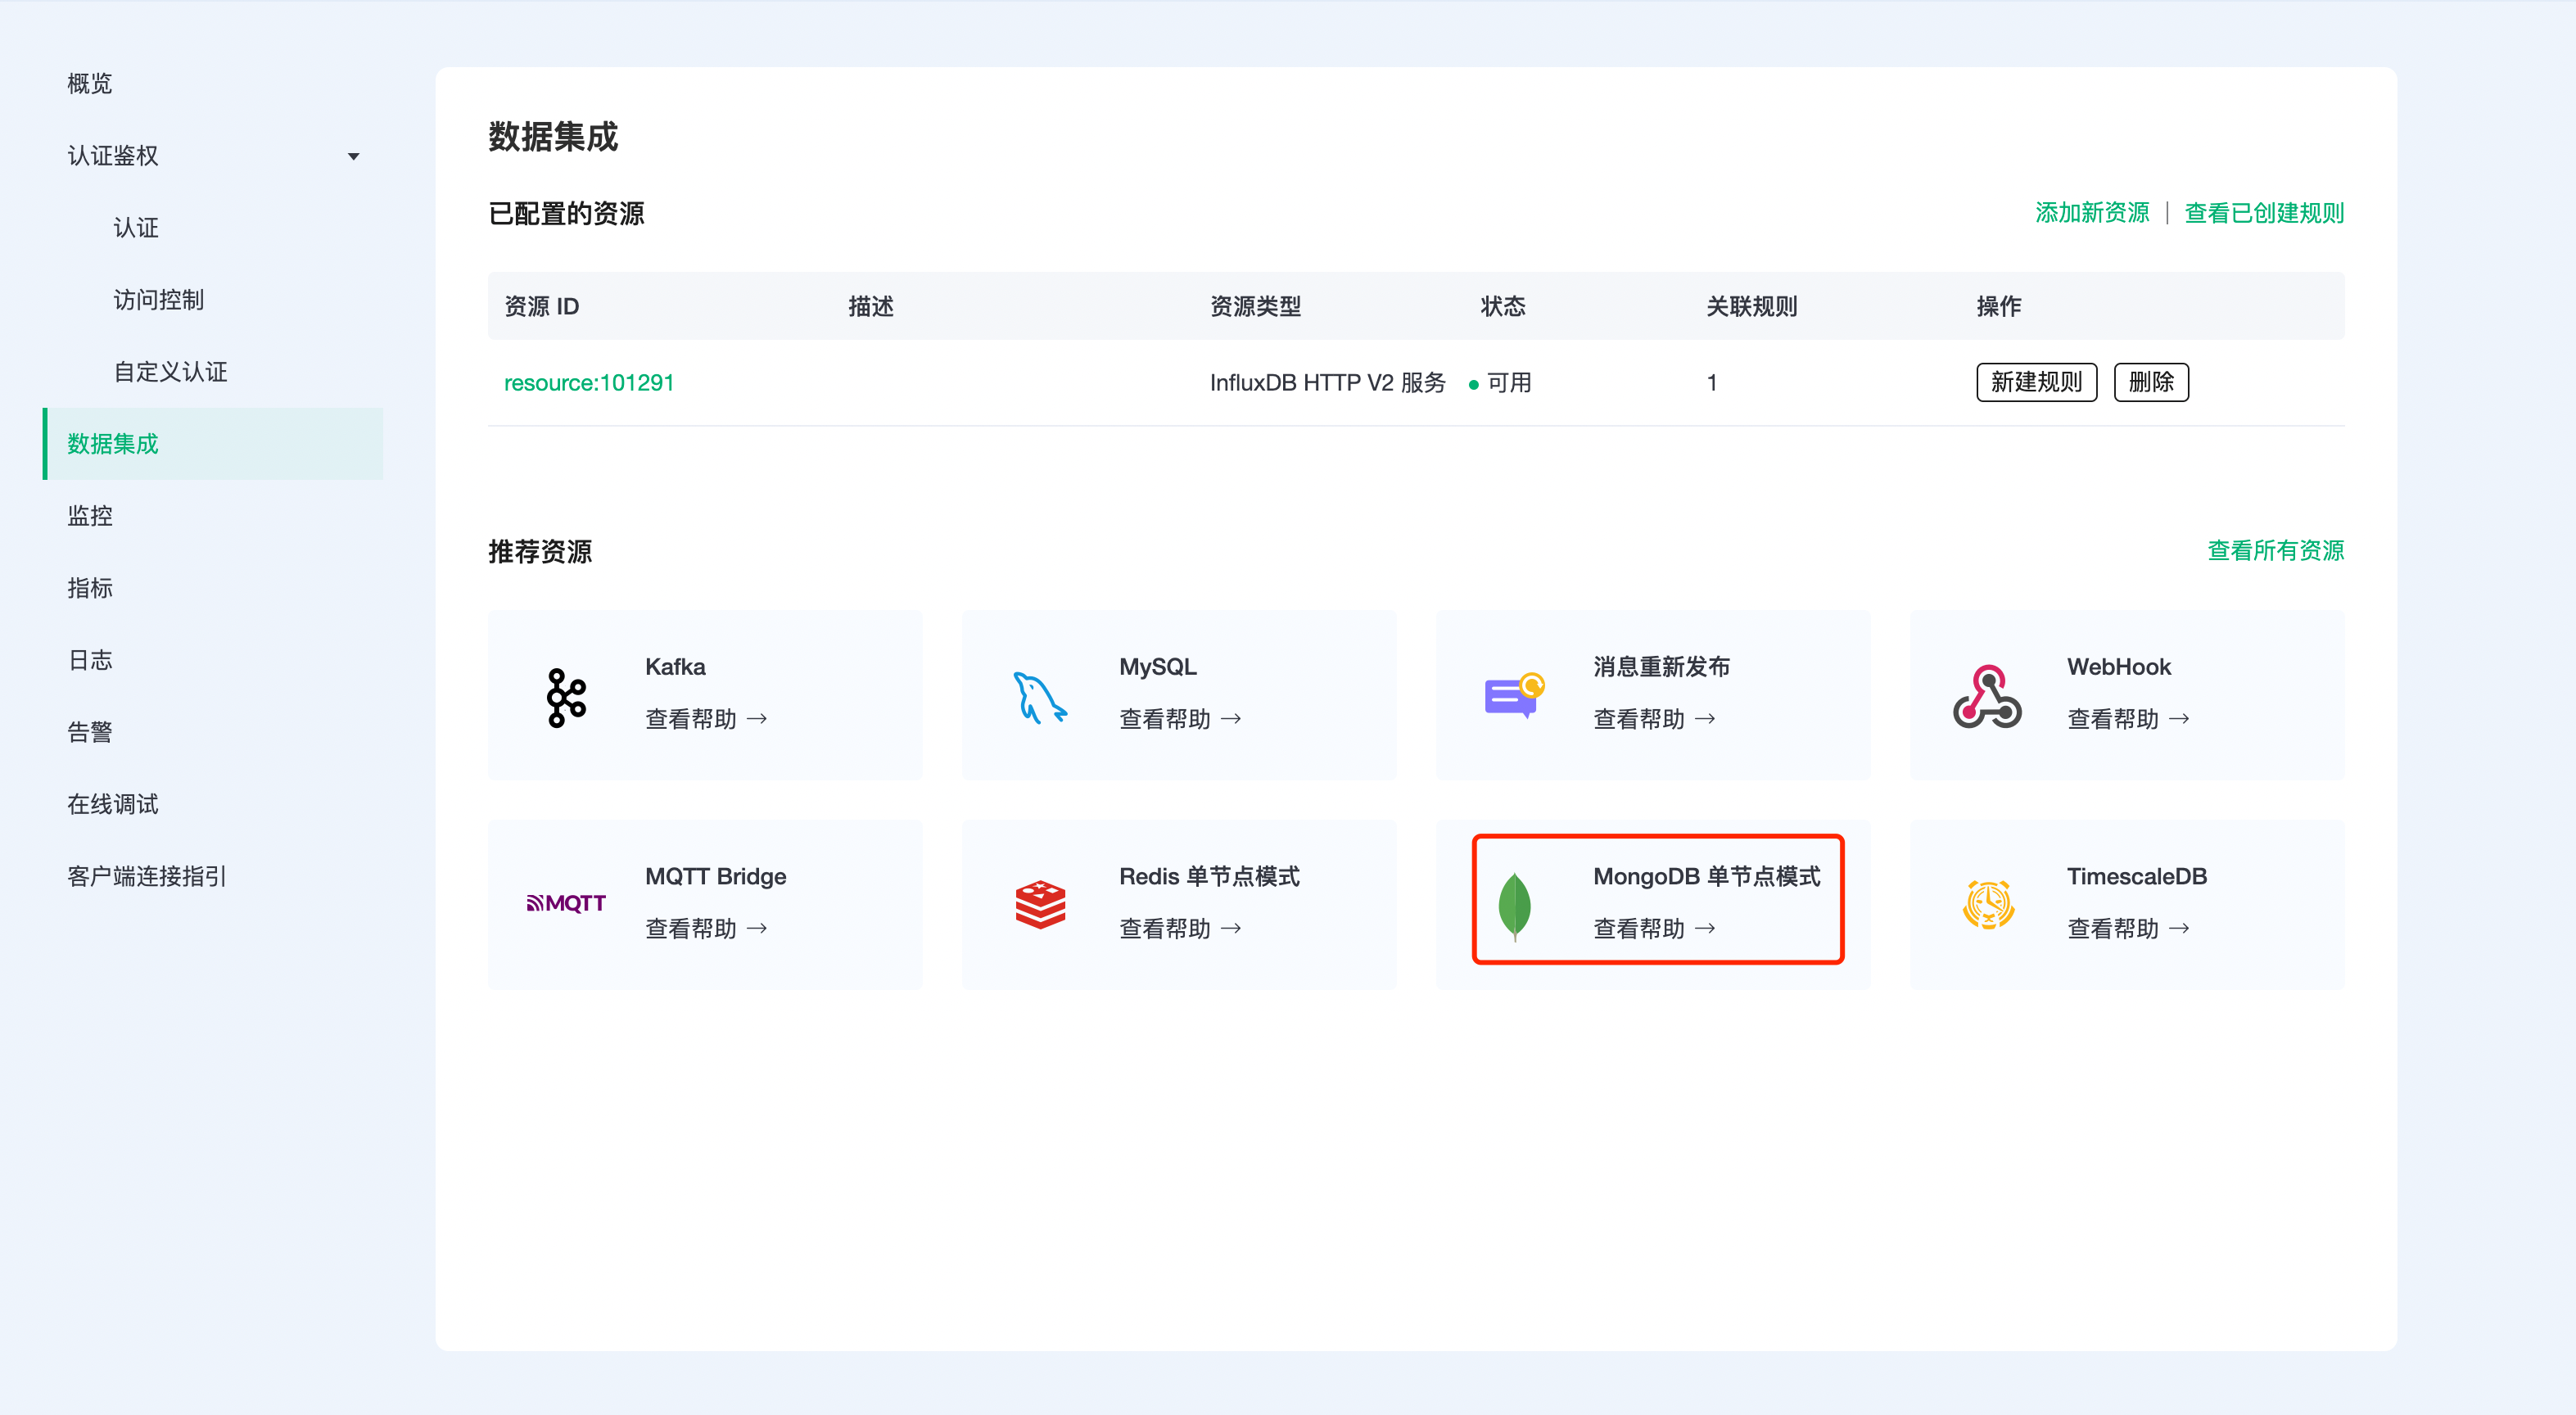 概览
认证鉴权
认证
访问控制
自定义认证
数据集成
监控
指标
日志
告警
在线调试
客户端连接指引
数据集成
已配置的资源
添加新资源 | 查看已创建规则
资源 ID 描述 资源类型 状态 关联规则 操作
resource:101291 InfluxDB HTTP V2 服务 可用 1 新建规则 删除
推荐资源
查看所有资源
Kafka
查看帮助 →
MySQL
查看帮助 →
消息重新发布
查看帮助 →
WebHook
查看帮助 →
MQTT
MQTT Bridge
查看帮助 →
Redis 单节点模式
查看帮助 →
MongoDB 单节点模式
查看帮助 →
TimescaleDB
查看帮助 →